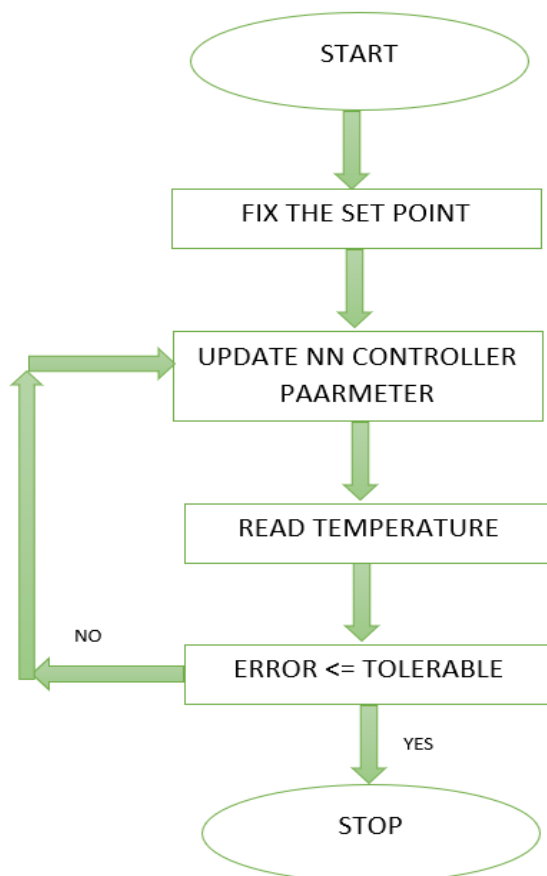 START
FIX THE SET POINT
UPDATE NN CONTROLLER
PAARMETER
READ TEMPERATURE
NO
ERROR <= TOLERABLE
YES
STOP